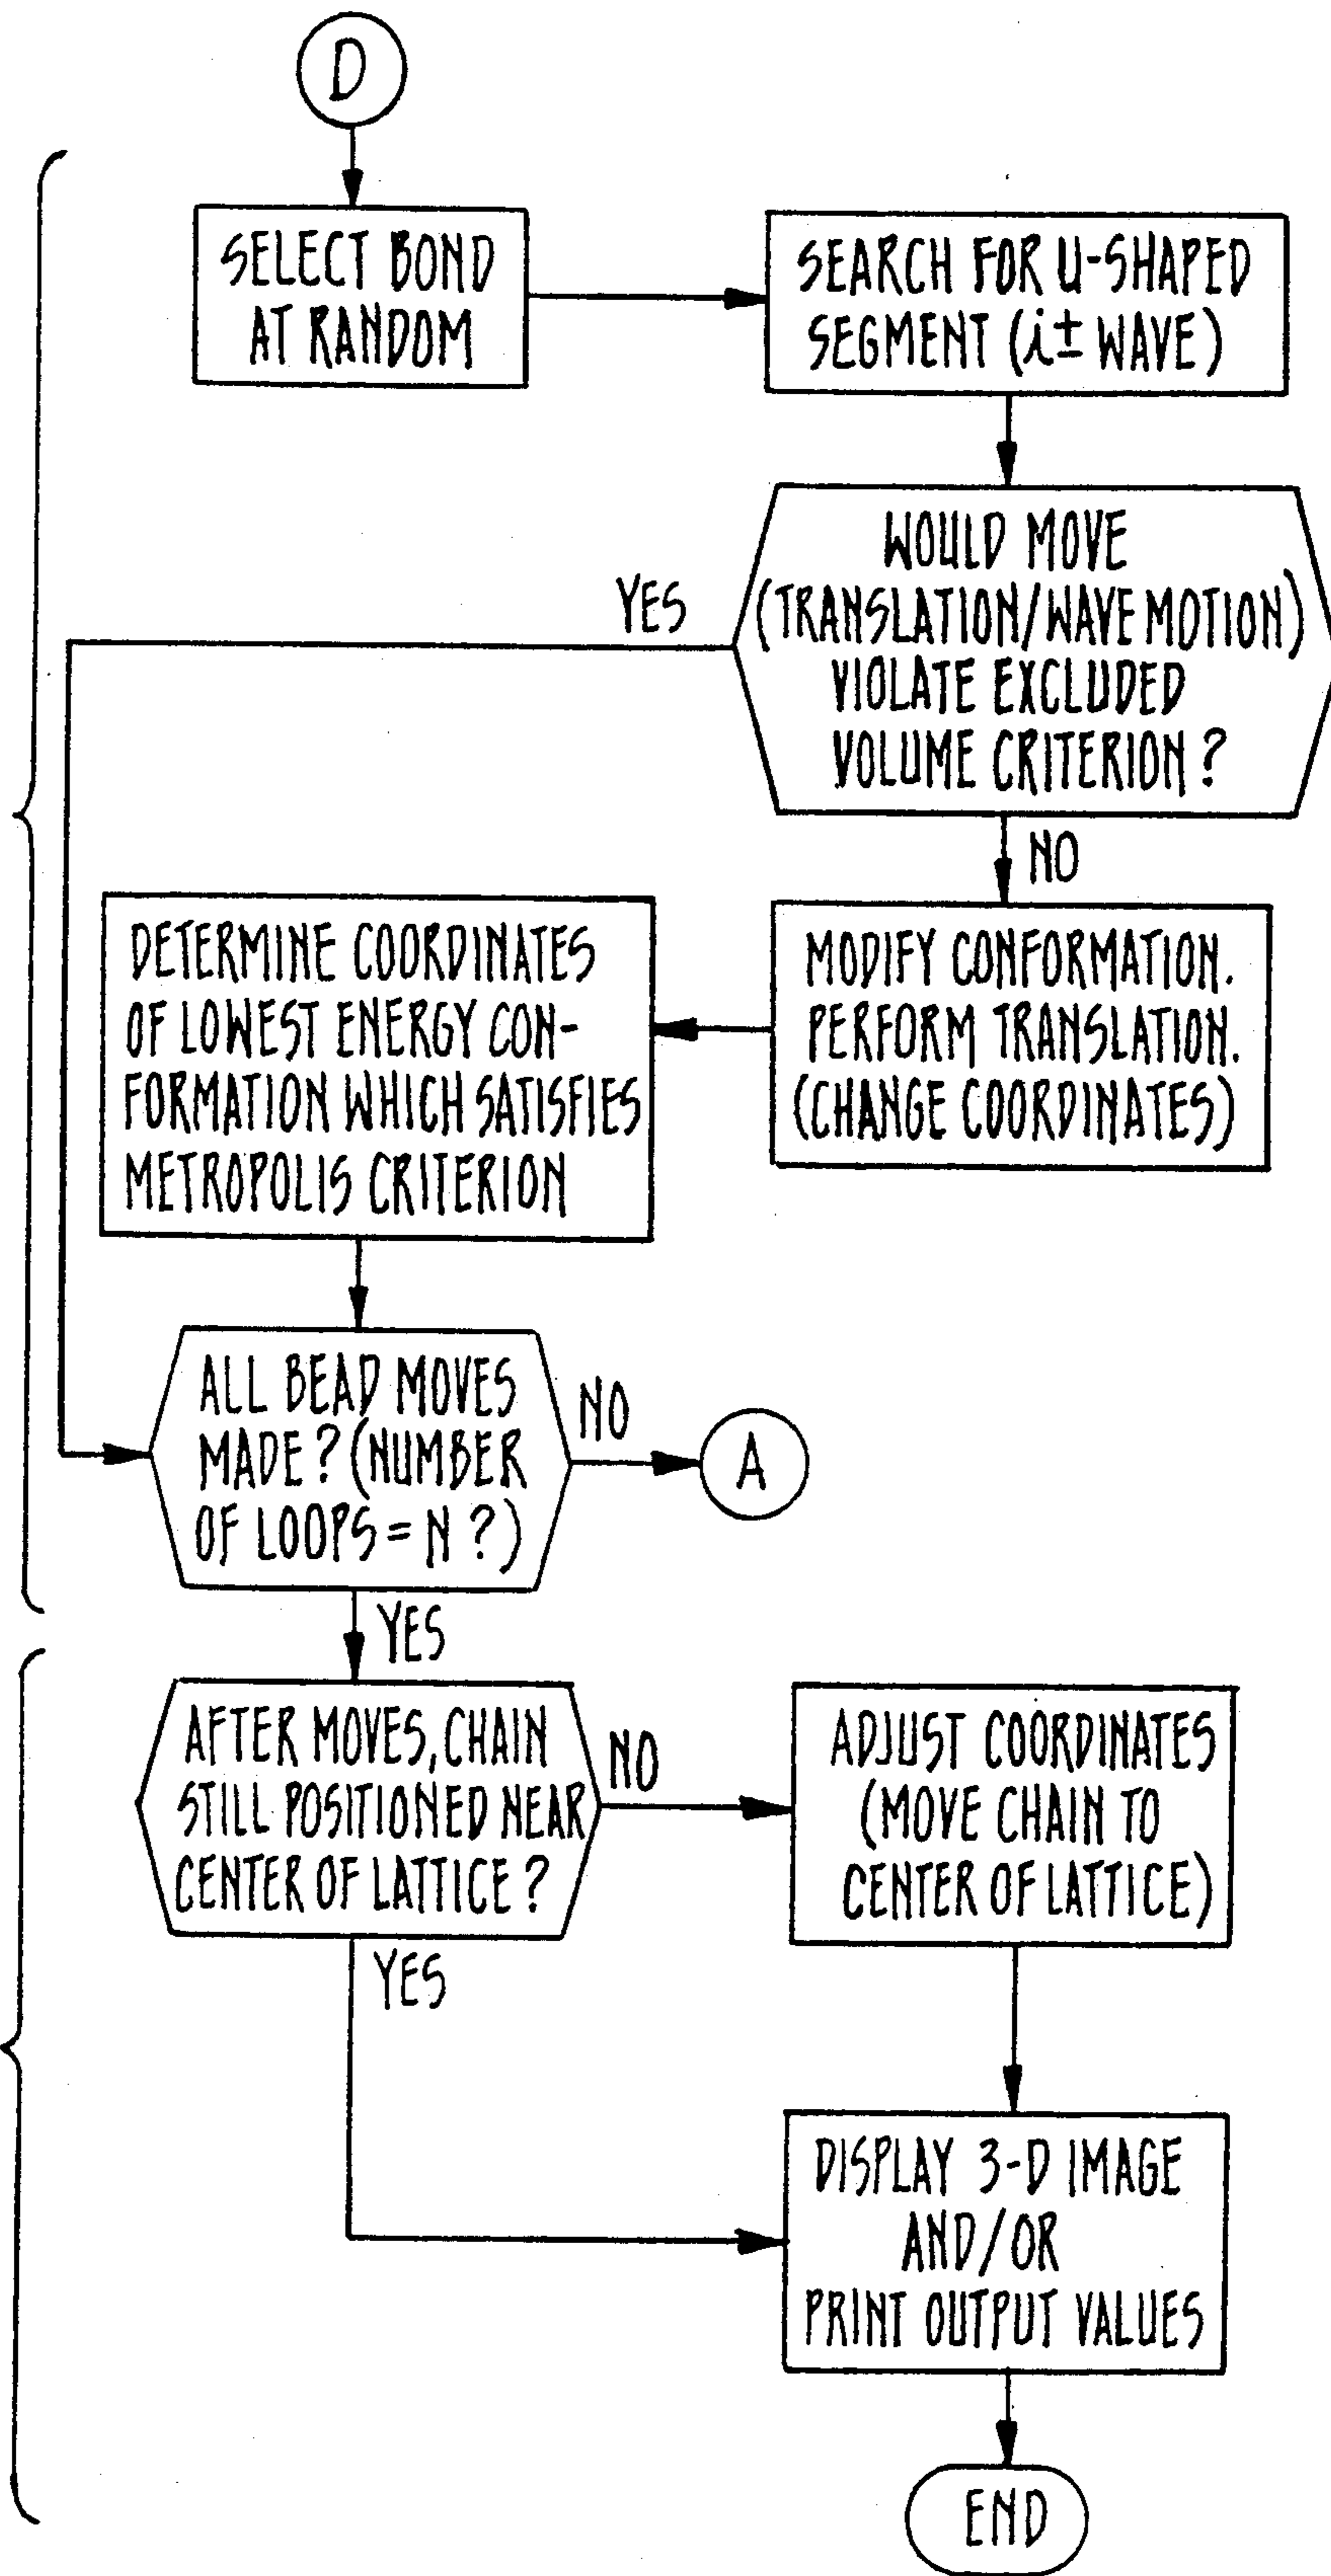 D
SELECT BOND
AT RANDOM
SEARCH FOR U-SHAPED
SEGMENT (i± WAVE)
WOULD MOVE
(TRANSLATION/WAVE MOTION)
VIOLATE EXCLUDED
VOLUME CRITERION?
YES
NO
MODIFY CONFORMATION.
PERFORM TRANSLATION.
(CHANGE COORDINATES)
DETERMINE COORDINATES
OF LOWEST ENERGY CON-
FORMATION WHICH SATISFIES
METROPOLIS CRITERION
ALL BEAD MOVES
MADE? (NUMBER
OF LOOPS = N ?)
NO
A
YES
AFTER MOVES, CHAIN
STILL POSITIONED NEAR
CENTER OF LATTICE?
NO
ADJUST COORDINATES
(MOVE CHAIN TO
CENTER OF LATTICE)
YES
DISPLAY 3-D IMAGE
AND/OR
PRINT OUTPUT VALUES
END